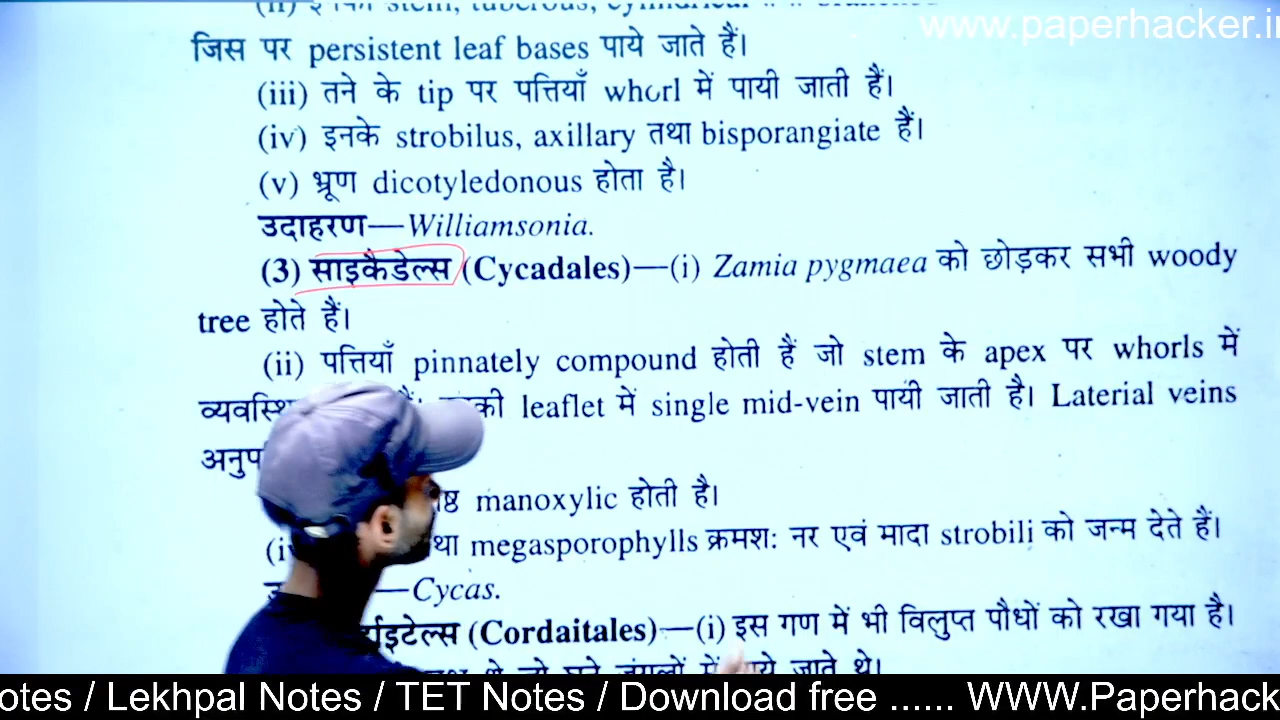 www.paperhacker.i
जिस पर persistent leaf bases पाये जाते हैं।
(iii) तने के tip पर पत्तियाँ whorl में पायी जाती हैं।
(iv) इनके strobilus, axillary तथा bisporangiate हैं।
(v) भ्रूण dicotyledonous होता है।
उदाहरण—Williamsonia.
(3) साइकैडेल्स (Cycadales)—(i) Zamia pygmaea को छोड़कर सभी woody
tree होते हैं।
(ii) पत्तियाँ pinnately compound होती हैं जो stem के apex पर whorls में
leaflet में single mid-vein पायी जाती है। Laterial veins
manoxylic होती है।
megasporophylls क्रमश: नर एवं मादा strobili को जन्म देते हैं।
—Cycas.
(Cordaitales)—(i) इस गण में भी विलुप्त पौधों को रखा गया है।
otes / Lekhpal Notes / TET Notes / Download free ...... WWW.Paperhack